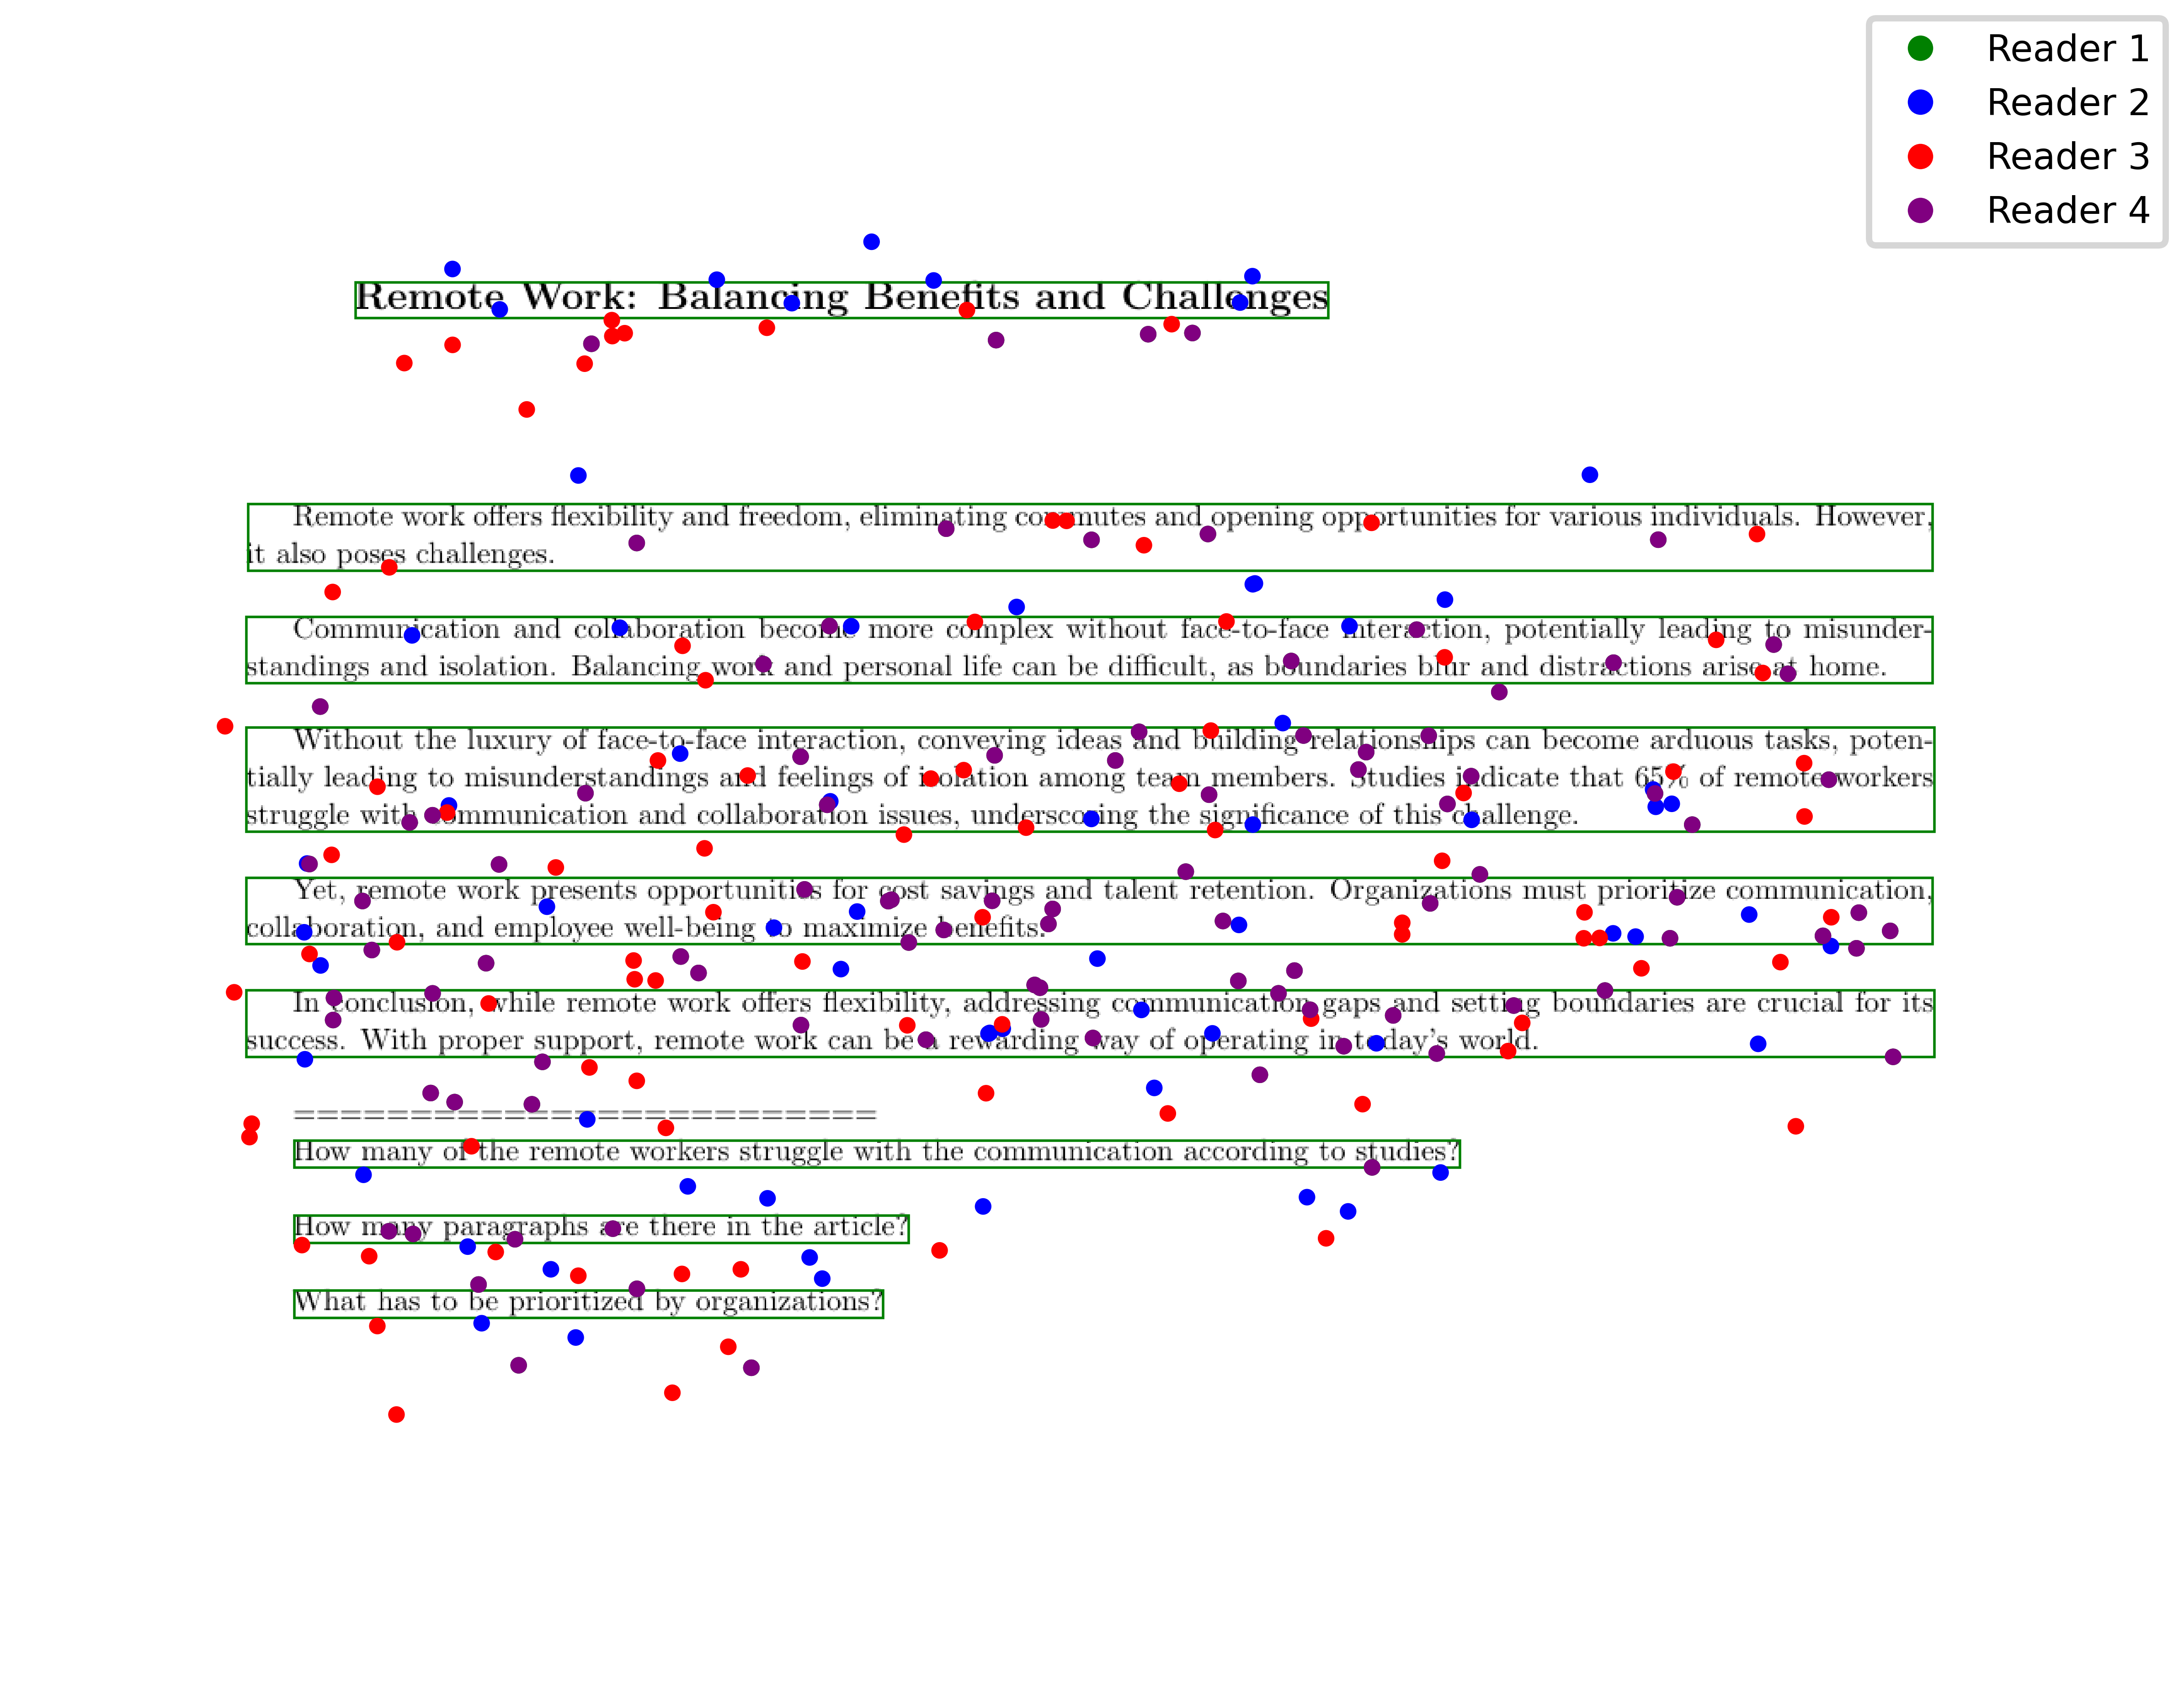 Reader 1
Reader 2
Reader 3
Reader 4
Remote Work: Balancing Benefits and Challenges
Remote work offers flexibility and freedom, eliminating commutes and opening opportunities for various individuals. However,
it also poses challenges.
Communication and collaboration become more complex without face-to-face interaction, potentially leading to misunder-
standings and isolation. Balancing work and personal life can be difficult, as boundaries blur and distractions arise at home.
Without the luxury of face-to-face interaction, conveying ideas and building relationships can become arduous tasks, poten-
tially leading to misunderstandings and feelings of isolation among team members. Studies indicate that 65% of remote workers
struggle with communication and collaboration issues, underscoring the significance of this challenge.
Yet, remote work presents opportunities for cost savings and talent retention. Organizations must prioritize communication,
collaboration, and employee well-being to maximize benefits.
In conclusion, while remote work offers flexibility, addressing communication gaps and setting boundaries are crucial for its
success. With proper support, remote work can be a rewarding way of operating in today's world.
=========================
How many of the remote workers struggle with the communication according to studies?
How many paragraphs are there in the article?
What has to be prioritized by organizations?